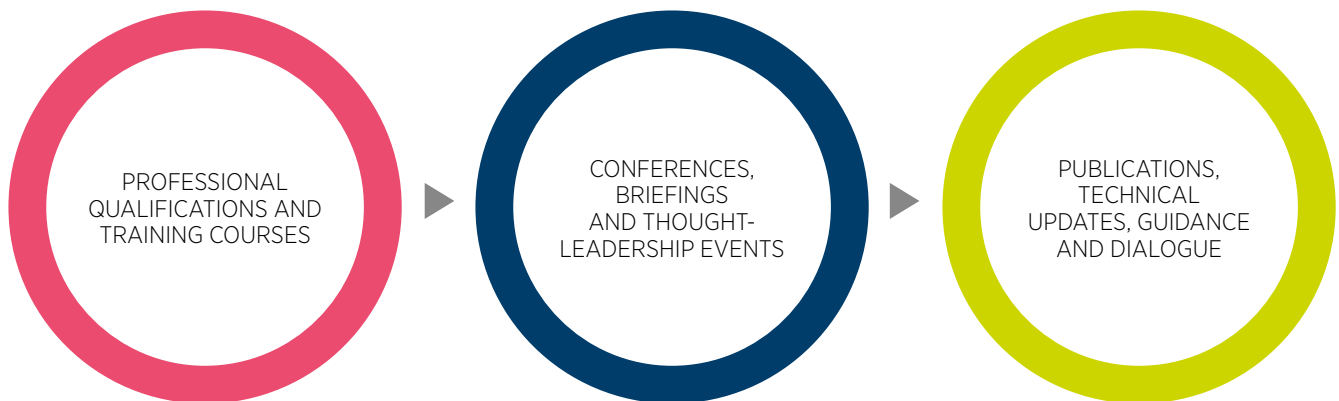 PROFESSIONAL
QUALIFICATIONS AND
TRAINING COURSES
CONFERENCES,
BRIEFINGS
AND THOUGHT-
LEADERSHIP EVENTS
PUBLICATIONS,
TECHNICAL
UPDATES, GUIDANCE
AND DIALOGUE